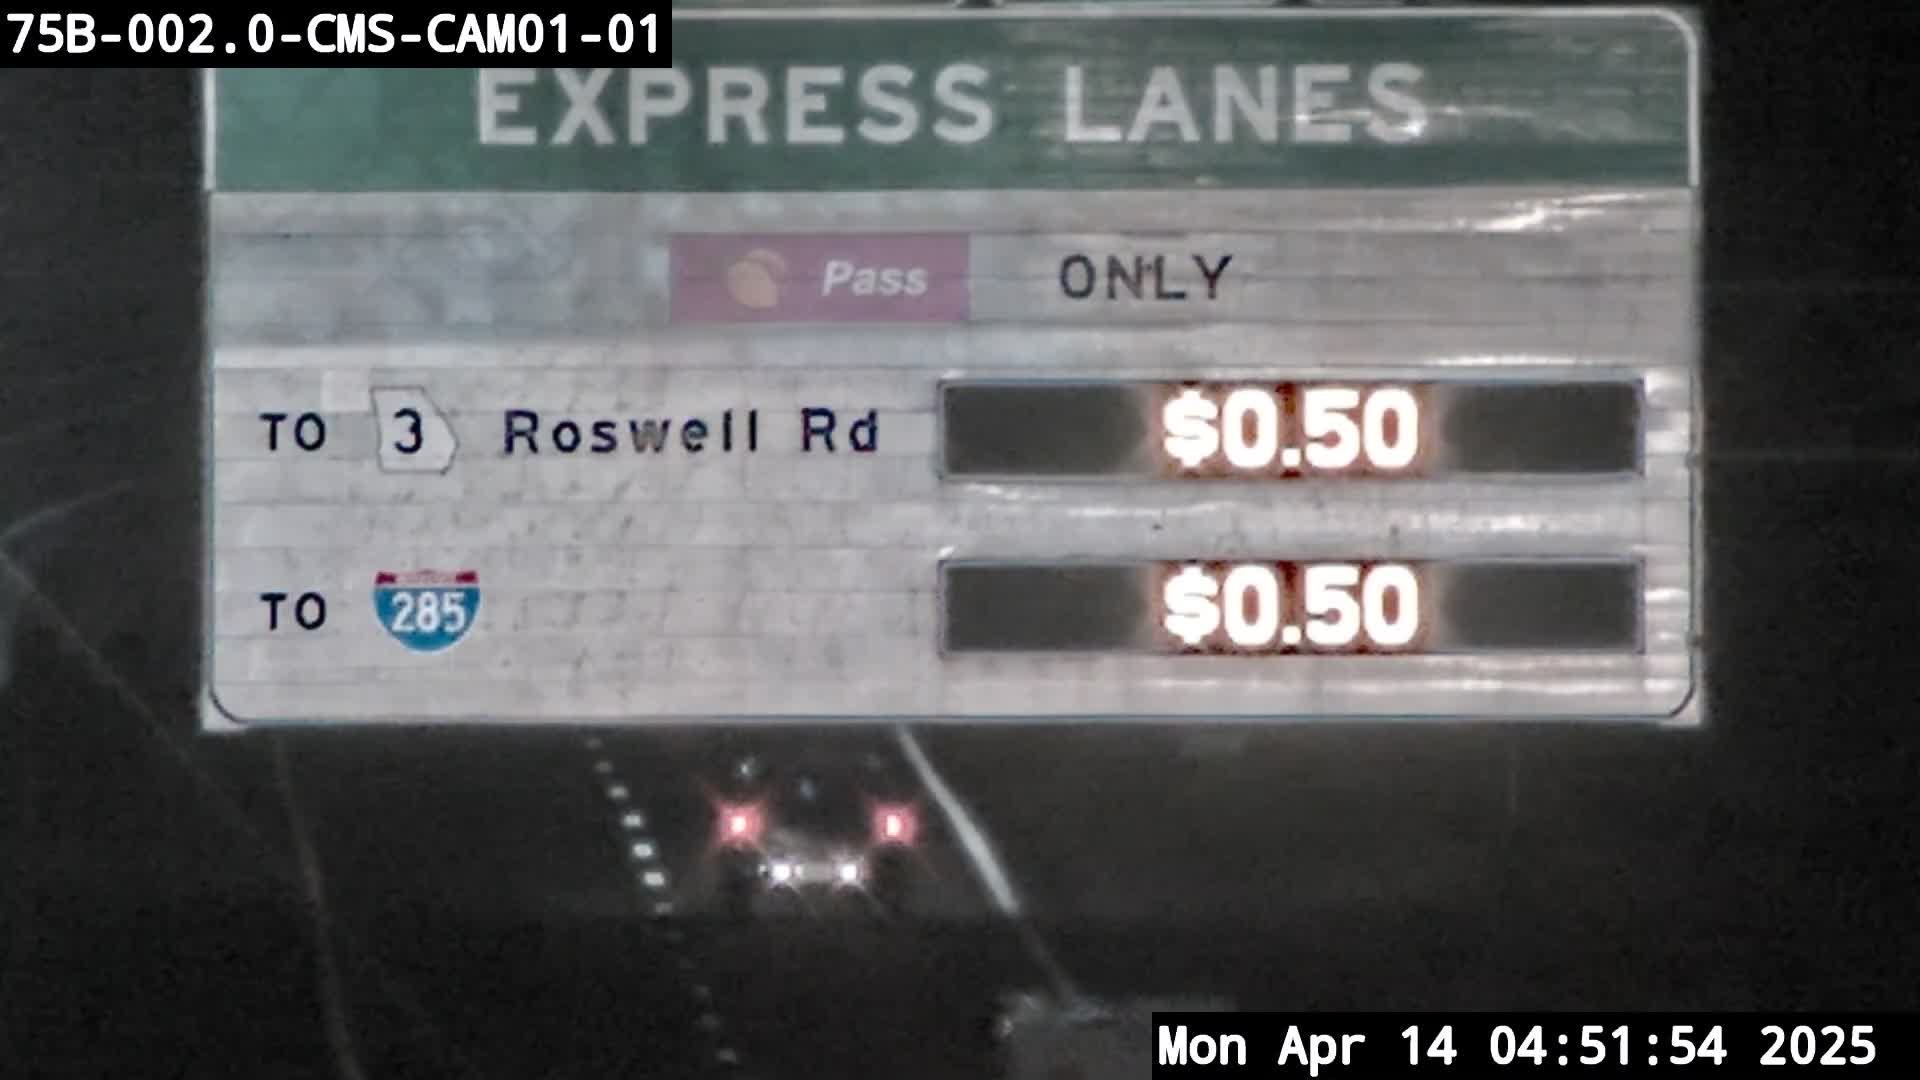 75B-002.0-CMS-CAM01-01
EXPRESS LANES
Pass ONLY
TO 3 Roswell Rd $0.50
TO 285 $0.50
Mon Apr 14 04:51:54 2025